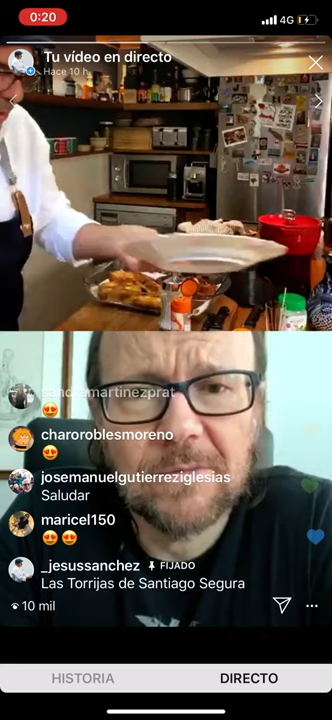 0:20
4G
Tu vídeo en directo
Hace 10 h
sandramartinezprat
charoroblesmoreno
josemanuelgutierreziglesias
Saludar
maricel150
_jesussanchez FIJADO
Las Torrijas de Santiago Segura
10 mil
HISTORIA
DIRECTO